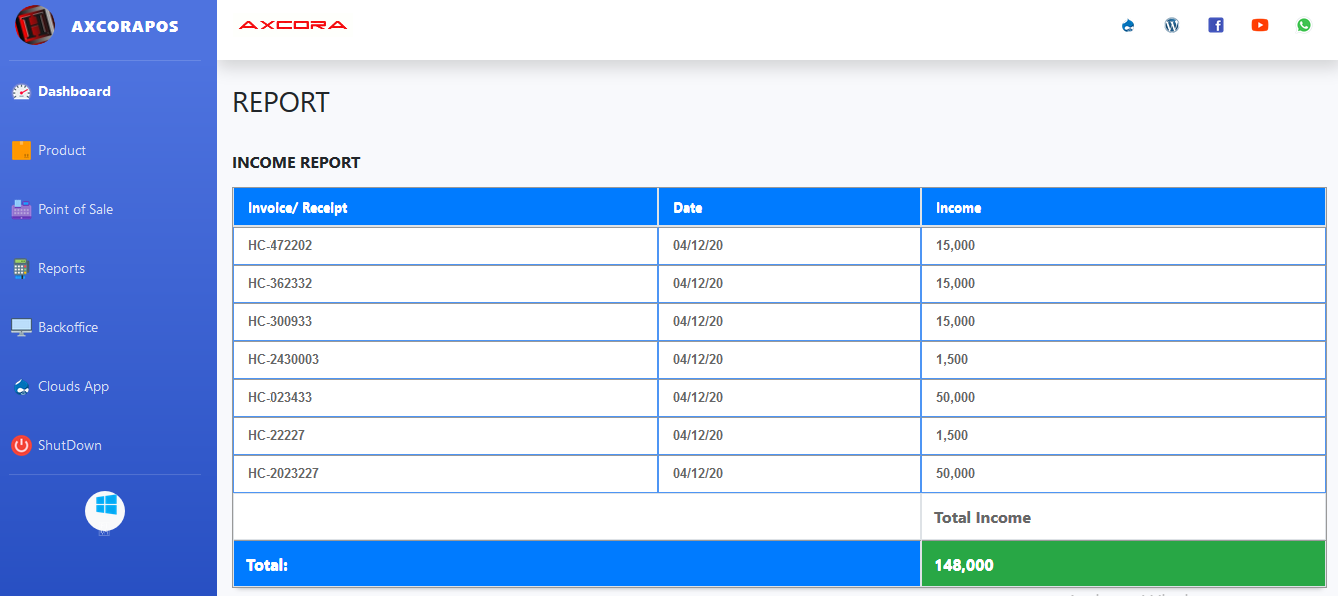 AXCORAPOS
AXCORA
Dashboard
Product
Point of Sale
Reports
Backoffice
Clouds App
ShutDown
REPORT
INCOME REPORT
Invoice/ Receipt Date Income
HC-472202 04/12/20 15,000
HC-362332 04/12/20 15,000
HC-300933 04/12/20 15,000
HC-2430003 04/12/20 1,500
HC-023433 04/12/20 50,000
HC-22227 04/12/20 1,500
HC-2023227 04/12/20 50,000
Total Income
Total: 148,000